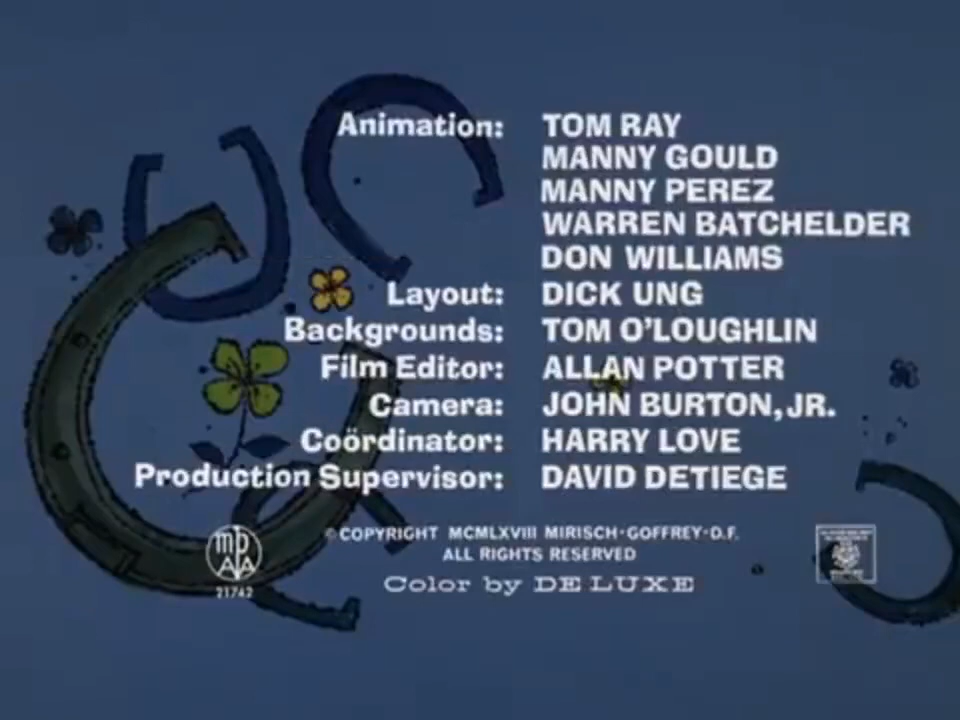 Animation: TOM RAY
MANNY GOULD
MANNY PEREZ
WARREN BATCHELDER
DON WILLIAMS
Layout: DICK UNG
Backgrounds: TOM O'LOUGHLIN
Film Editor: ALLAN POTTER
Camera: JOHN BURTON, JR.
Coördinator: HARRY LOVE
Production Supervisor: DAVID DETIEGE
© COPYRIGHT MCMLXVIII MIRISCH-GOFFREY-D.F.
ALL RIGHTS RESERVED
Color by DE LUXE
MPAA
21742